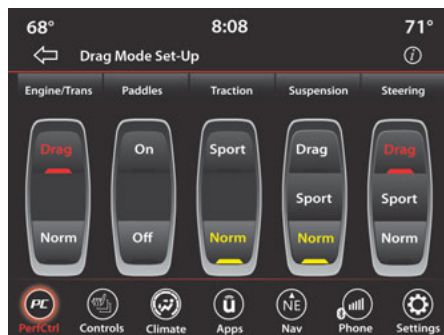 68° 8:08 71°
Drag Mode Set-Up i
Engine/Trans Paddles Traction Suspension Steering
Drag On Sport Drag Drag
Sport Sport
Norm Off Norm Norm Norm
PC NE
PerfCtrl Controls Climate Apps Nav Phone Settings